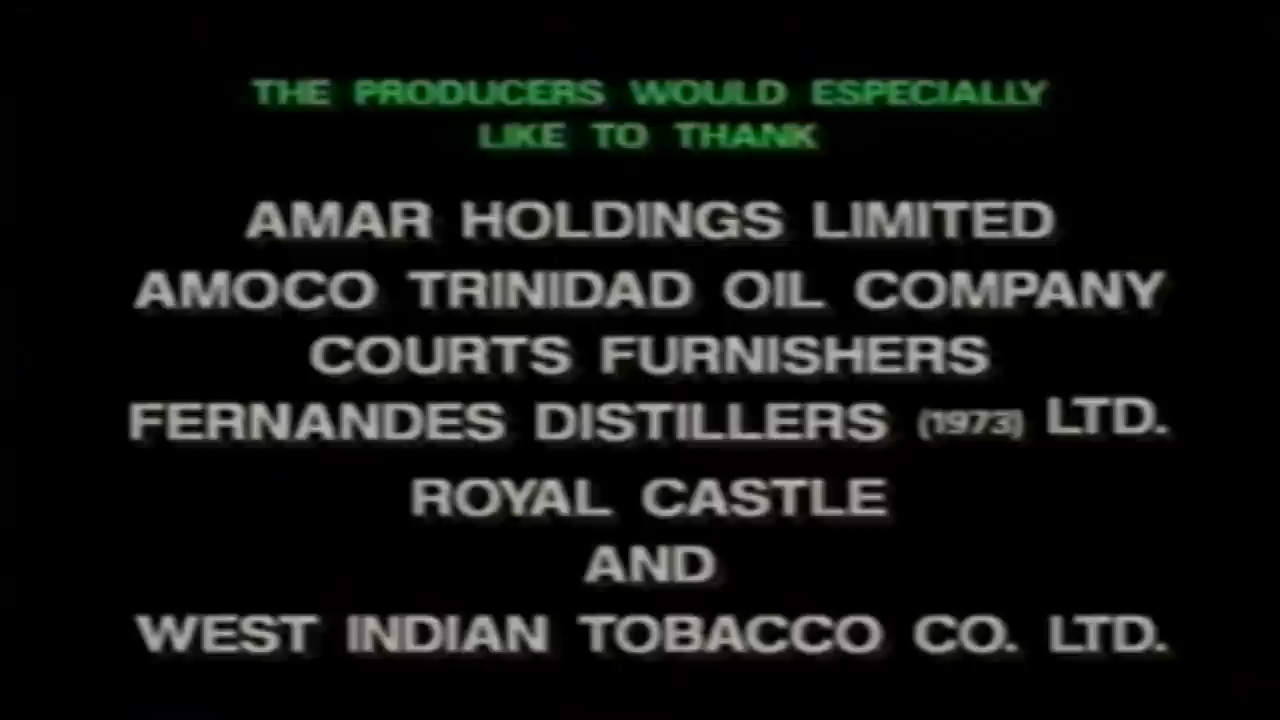 THE PRODUCERS WOULD ESPECIALLY
LIKE TO THANK
AMAR HOLDINGS LIMITED
AMOCO TRINIDAD OIL COMPANY
COURTS FURNISHERS
FERNANDES DISTILLERS (1973) LTD.
ROYAL CASTLE
AND
WEST INDIAN TOBACCO CO. LTD.